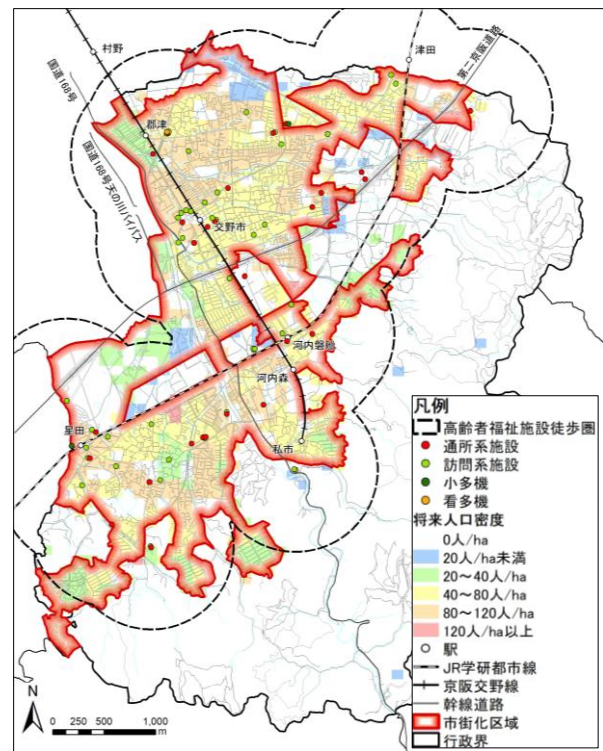 村野
津田
第二京阪道路
国道168号
郡津
国道168号天の川バイパス
交野市
河内磐船
河内森
星田
私市
凡例
高齢者福祉施設徒歩圏
通所系施設
訪問系施設
小多機
看多機
将来人口密度
0人/ha
20人/ha未満
20～40人/ha
40～80人/ha
80～120人/ha
120人/ha以上
駅
JR学研都市線
京阪交野線
幹線道路
市街化区域
行政界
N
0 250 500 1,000
m